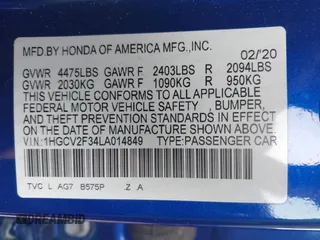 MFD.BY HONDA OF AMERICA MFG.,INC.
02/20
GVWR 4475LBS GAWR F 2403LBS R 2094LBS
GVWR 2030KG GAWR F 1090KG R 950KG
THIS VEHICLE CONFORMS TO ALL APPLICABLE
FEDERAL MOTOR VEHICLE SAFETY , BUMPER,
AND THEFT PREVENTION STANDARDS IN EFFECT
ON THE DATE OF MANUFACTURE SHOWN ABOVE.
V.I.N:1HGCV2F34LA014849 TYPE:PASSENGER CAR
TVC L AG7 B575P .Z A
DREAMBID